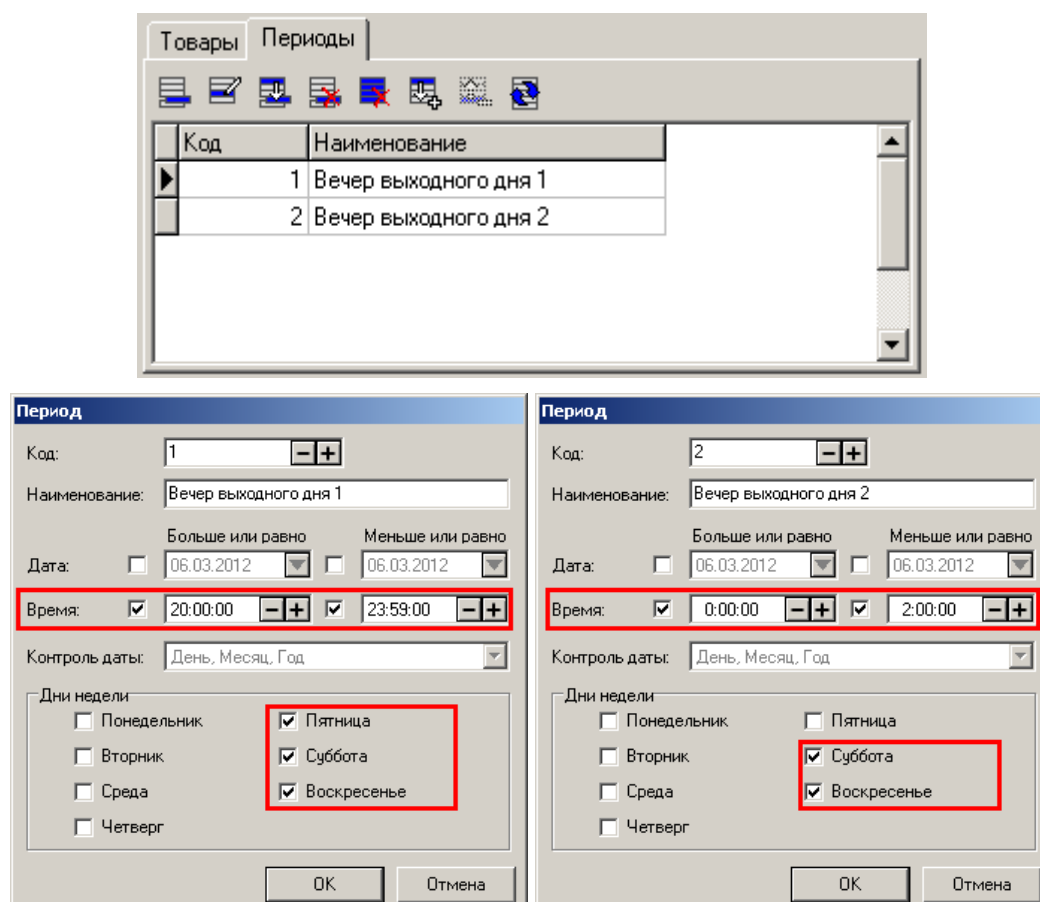 Товары Периоды
Код Наименование
1 Вечер выходного дня 1
2 Вечер выходного дня 2
Период
Код: 1
Наименование: Вечер выходного дня 1
Больше или равно Меньше или равно
Дата: 06.03.2012 06.03.2012
Время: 20:00:00 23:59:00
Контроль даты: День, Месяц, Год
Дни недели
Понедельник Пятница
Вторник Суббота
Среда Воскресенье
Четверг
OK Отмена
Период
Код: 2
Наименование: Вечер выходного дня 2
Больше или равно Меньше или равно
Дата: 06.03.2012 06.03.2012
Время: 0:00:00 2:00:00
Контроль даты: День, Месяц, Год
Дни недели
Понедельник Пятница
Вторник Суббота
Среда Воскресенье
Четверг
OK Отмена